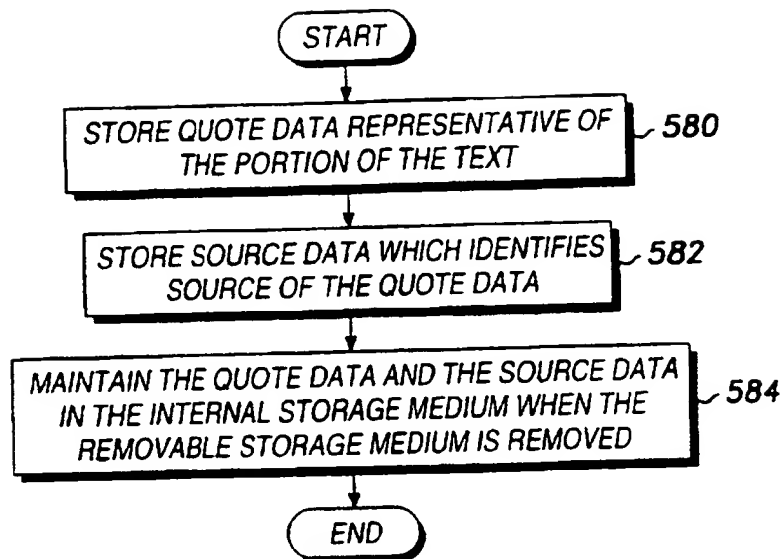 START
STORE QUOTE DATA REPRESENTATIVE OF
THE PORTION OF THE TEXT
580
STORE SOURCE DATA WHICH IDENTIFIES
SOURCE OF THE QUOTE DATA
582
MAINTAIN THE QUOTE DATA AND THE SOURCE DATA
IN THE INTERNAL STORAGE MEDIUM WHEN THE
REMOVABLE STORAGE MEDIUM IS REMOVED
584
END